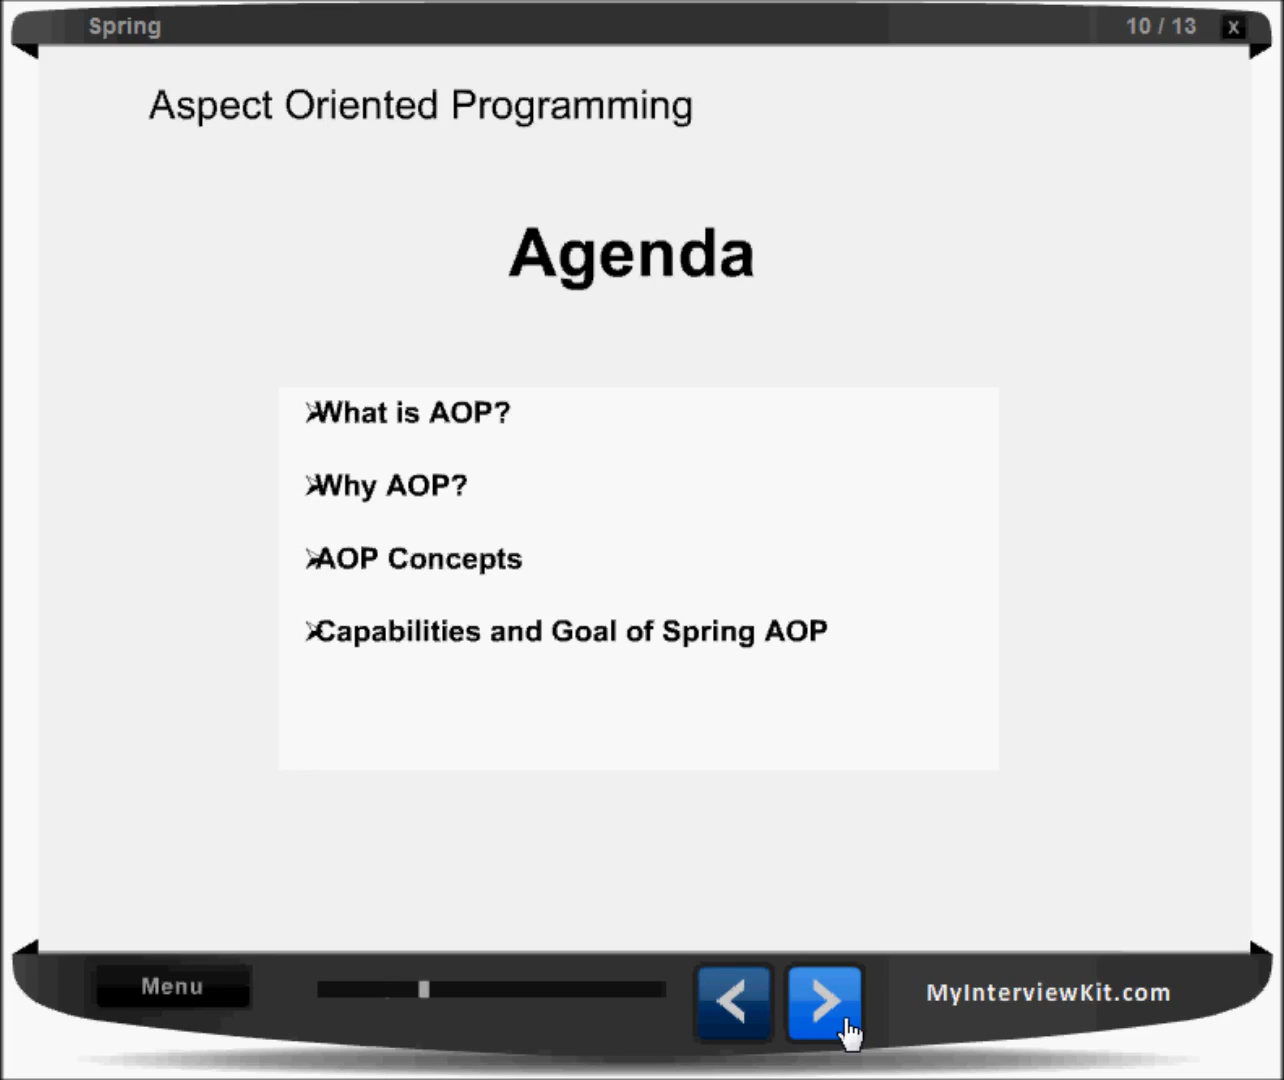 Spring
10 / 13
x
Aspect Oriented Programming
Agenda
➢What is AOP?
➢Why AOP?
➢AOP Concepts
➢Capabilities and Goal of Spring AOP
Menu
MyInterviewKit.com